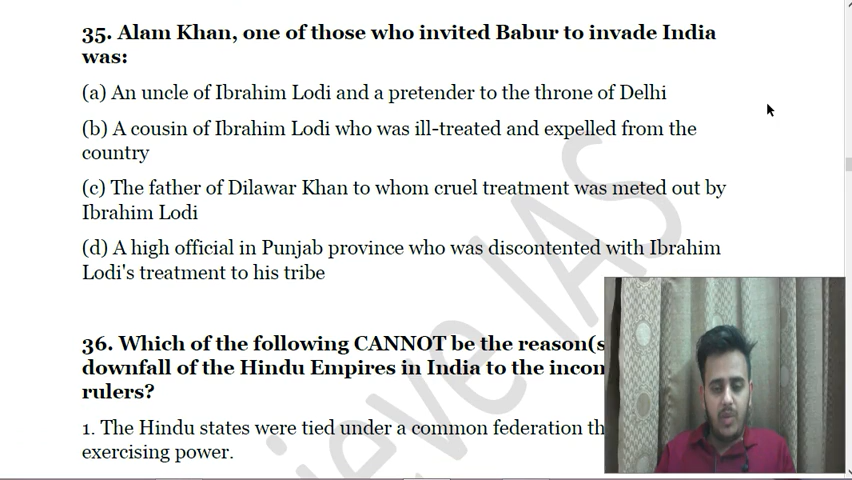 35. Alam Khan, one of those who invited Babur to invade India
was:
(a) An uncle of Ibrahim Lodi and a pretender to the throne of Delhi
(b) A cousin of Ibrahim Lodi who was ill-treated and expelled from the
country
(c) The father of Dilawar Khan to whom cruel treatment was meted out by
Ibrahim Lodi
(d) A high official in Punjab province who was discontented with Ibrahim
Lodi's treatment to his tribe
36. Which of the following CANNOT be the reason(s
downfall of the Hindu Empires in India to the incom
rulers?
1. The Hindu states were tied under a common federation th
exercising power.
ieve IAS